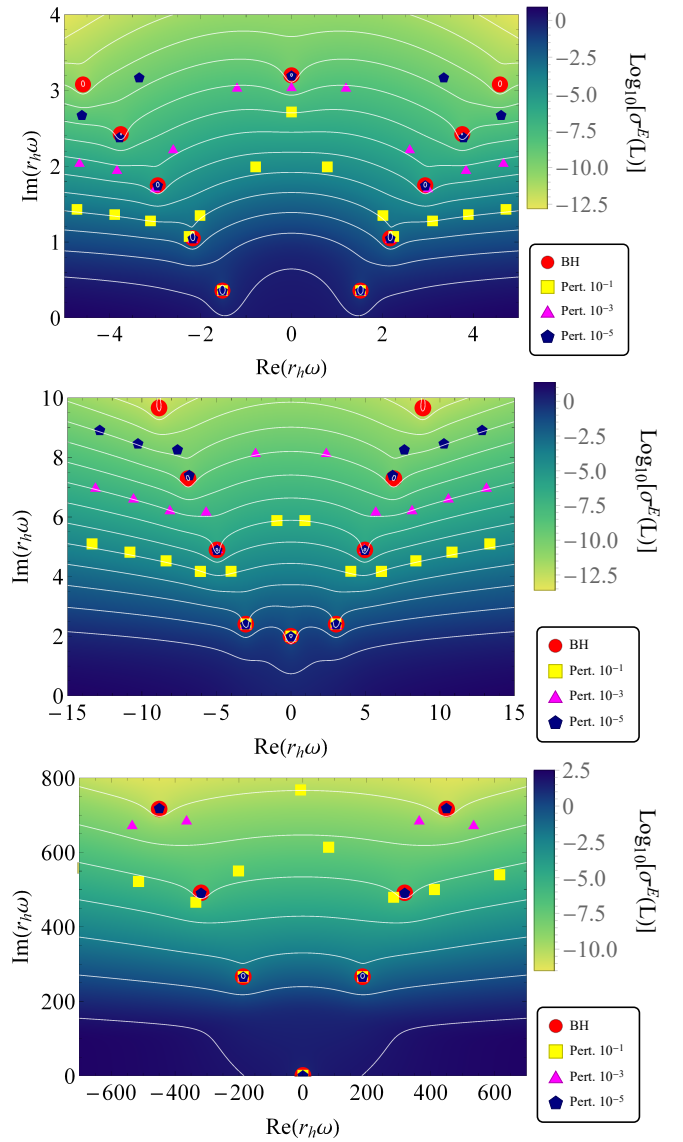 4
3
2
1
0
Im(r_hω)
−4 −2 0 2 4
Re(r_hω)
0
−2.5
−5.0
−7.5
−10.0
−12.5
Log₁₀[σᴱ(L)]
BH
Pert. 10⁻¹
Pert. 10⁻³
Pert. 10⁻⁵
10
8
6
4
2
0
Im(r_hω)
−15 −10 −5 0 5 10 15
Re(r_hω)
0
−2.5
−5.0
−7.5
−10.0
−12.5
Log₁₀[σᴱ(L)]
BH
Pert. 10⁻¹
Pert. 10⁻³
Pert. 10⁻⁵
800
600
400
200
0
Im(r_hω)
−600 −400 −200 0 200 400 600
Re(r_hω)
2.5
0
−2.5
−5.0
−7.5
−10.0
Log₁₀[σᴱ(L)]
BH
Pert. 10⁻¹
Pert. 10⁻³
Pert. 10⁻⁵